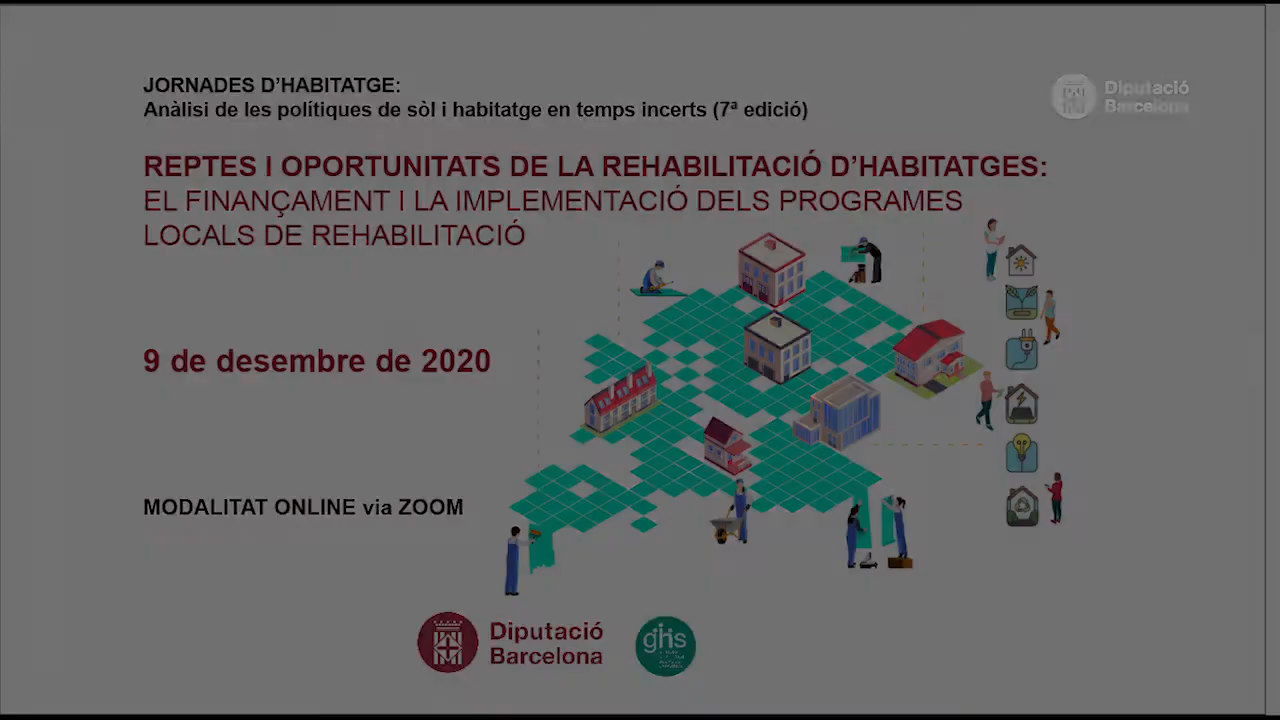 JORNADES D'HABITATGE:
Anàlisi de les polítiques de sòl i habitatge en temps incerts (7ª edició)
Diputació
Barcelona
REPTES I OPORTUNITATS DE LA REHABILITACIÓ D'HABITATGES:
EL FINANÇAMENT I LA IMPLEMENTACIÓ DELS PROGRAMES
LOCALS DE REHABILITACIÓ
9 de desembre de 2020
MODALITAT ONLINE via ZOOM
Diputació
Barcelona
ghs